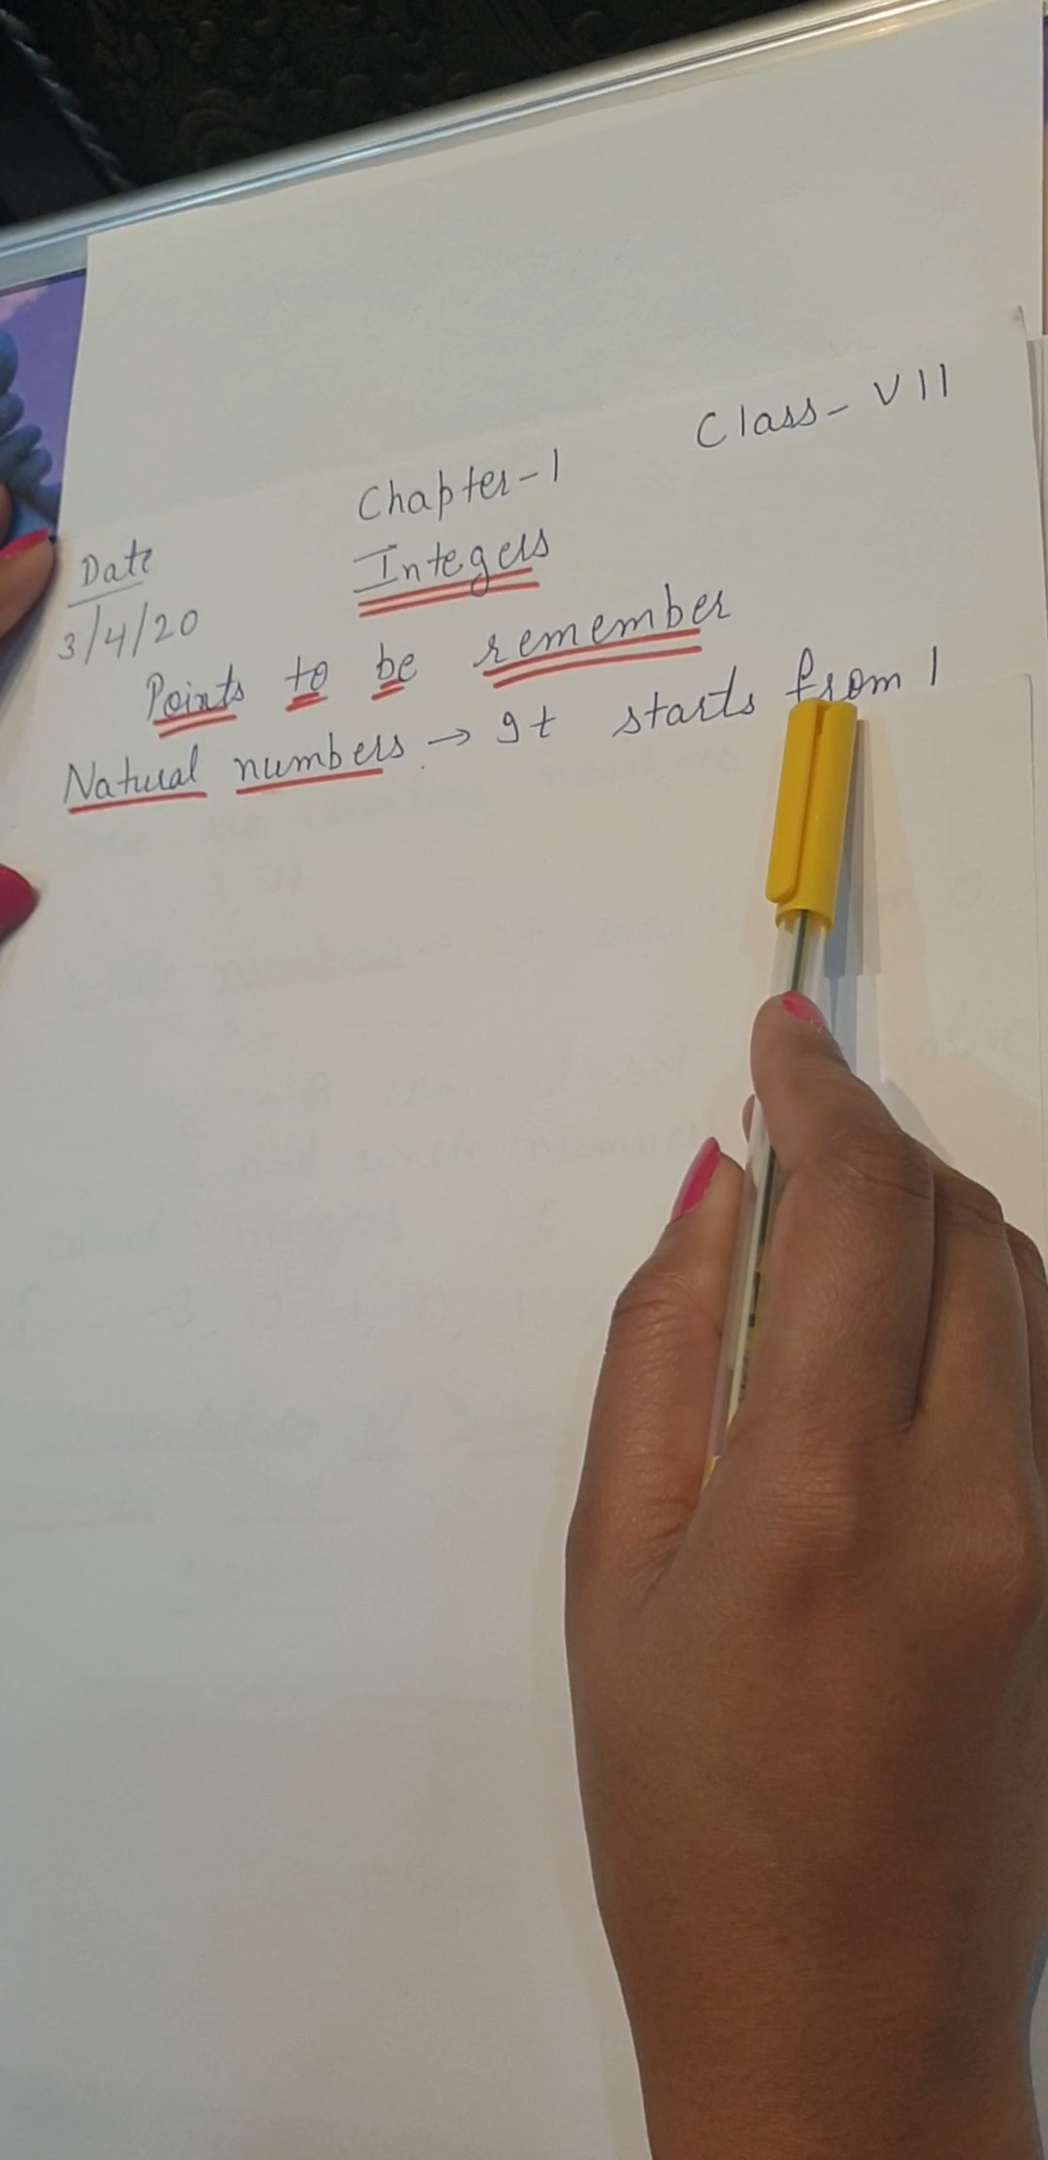 Class- VII
Chapter-1
Integers
Date
3/4/20
Points to be remember
Natural numbers → It starts from 1